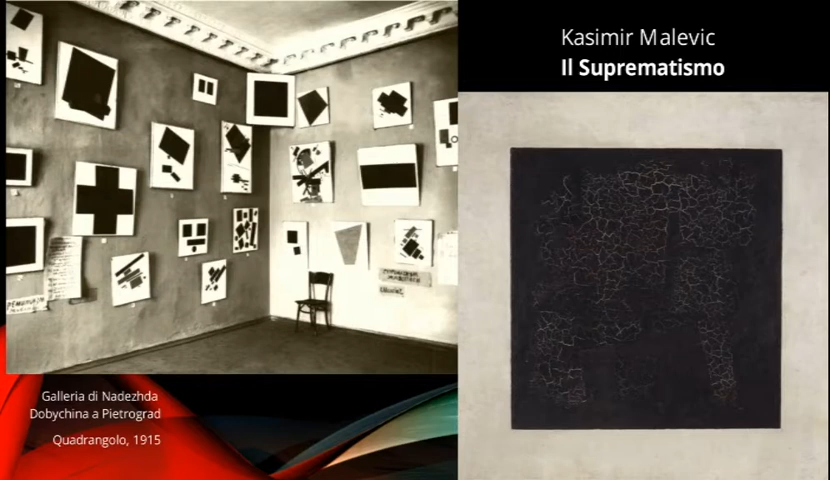 Kasimir Malevic
Il Suprematismo
Galleria di Nadezhda
Dobychina a Pietrograd
Quadrangolo, 1915